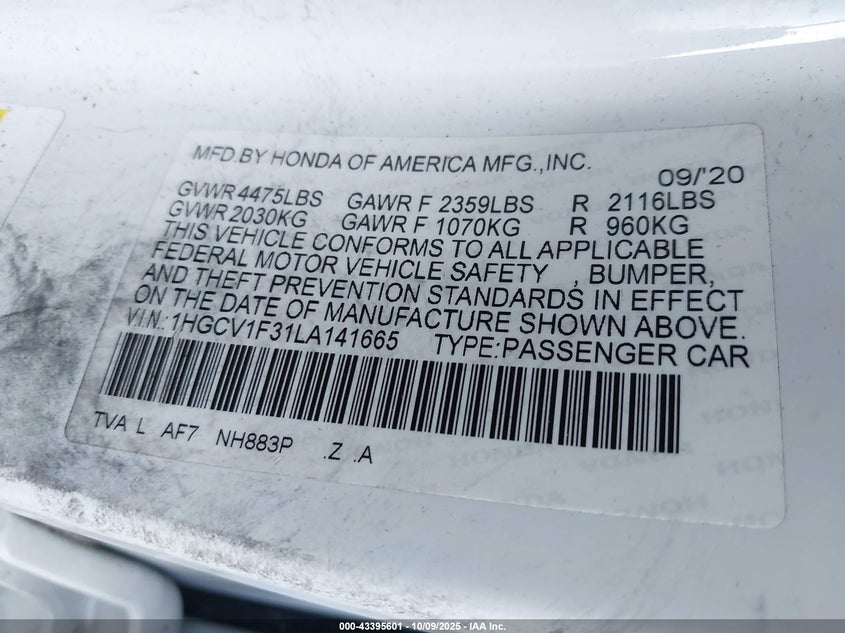 MFD.BY HONDA OF AMERICA MFG.,INC. 09/'20
GVWR 4475LBS GAWR F 2359LBS R 2116LBS
GVWR 2030KG GAWR F 1070KG R 960KG
THIS VEHICLE CONFORMS TO ALL APPLICABLE
FEDERAL MOTOR VEHICLE SAFETY , BUMPER,
AND THEFT PREVENTION STANDARDS IN EFFECT
ON THE DATE OF MANUFACTURE SHOWN ABOVE.
V.I.N.:1HGCV1F31LA141665 TYPE:PASSENGER CAR
TVA L AF7 NH883P .Z .A
000-43395601 - 10/09/2025 - IAA Inc.